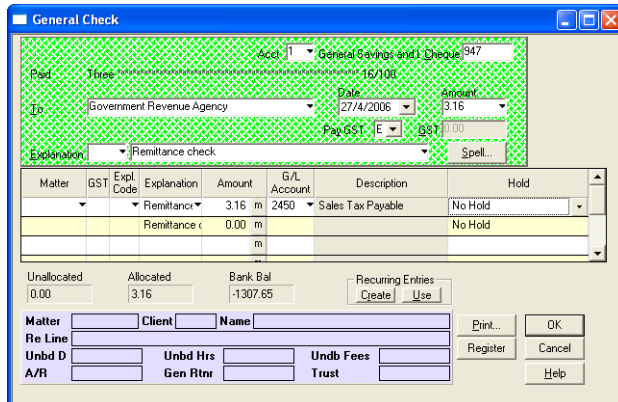 General Check
Acct 1 General Savings and L Cheque 947
Paid Three 16/100
Date Amount
To Government Revenue Agency 27/4/2006 3.16
Pay GST E GST 0.00
Explanation Remittance check Spell...
Matter GST Expl. Code Explanation Amount G/L Account Description Hold
Remittance 3.16 m 2450 Sales Tax Payable No Hold
Remittance c 0.00 m No Hold
m
Unallocated Allocated Bank Bal Recurring Entries
0.00 3.16 -1307.65 Create Use
Matter Client Name Print... OK
Re Line
Unbd D Unbd Hrs Undb Fees Register Cancel
A/R Gen Rtnr Trust Help